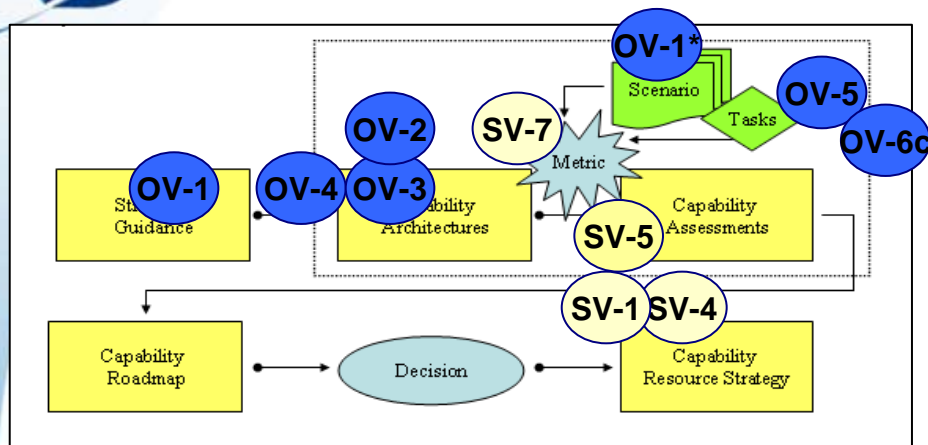 OV-1*
Scenario
OV-5
Tasks
OV-6c
OV-2
SV-7
Metric
OV-1
Guidance
OV-4
OV-3
Architectures
SV-5
Capability
Assessments
SV-1
SV-4
Capability
Roadmap
Decision
Capability
Resource Strategy